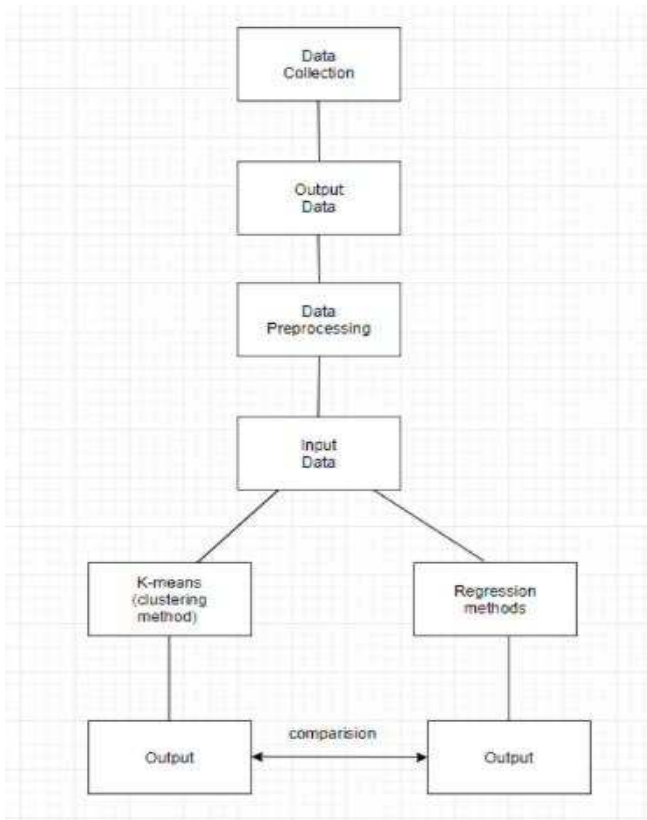 Data
Collection
Output
Data
Data
Preprocessing
Input
Data
K-means
(clustering
method)
Regression
methods
Output
comparision
Output